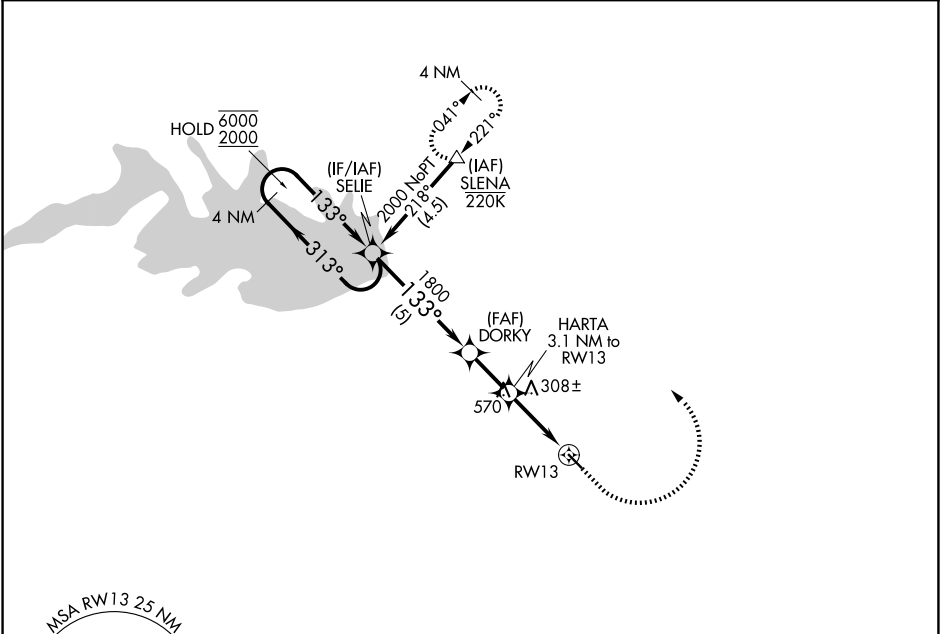 4 NM
041°
221°
HOLD 6000
2000
(IF/IAF)
SELIE
(IAF)
SLENA
220K
2000 NoPT
218°
(4.5)
133°
4 NM
313°
1800
133°
(5)
(FAF)
DORKY
HARTA
3.1 NM to
RW13
308±
570
RW13
MSA RW13 25 NM